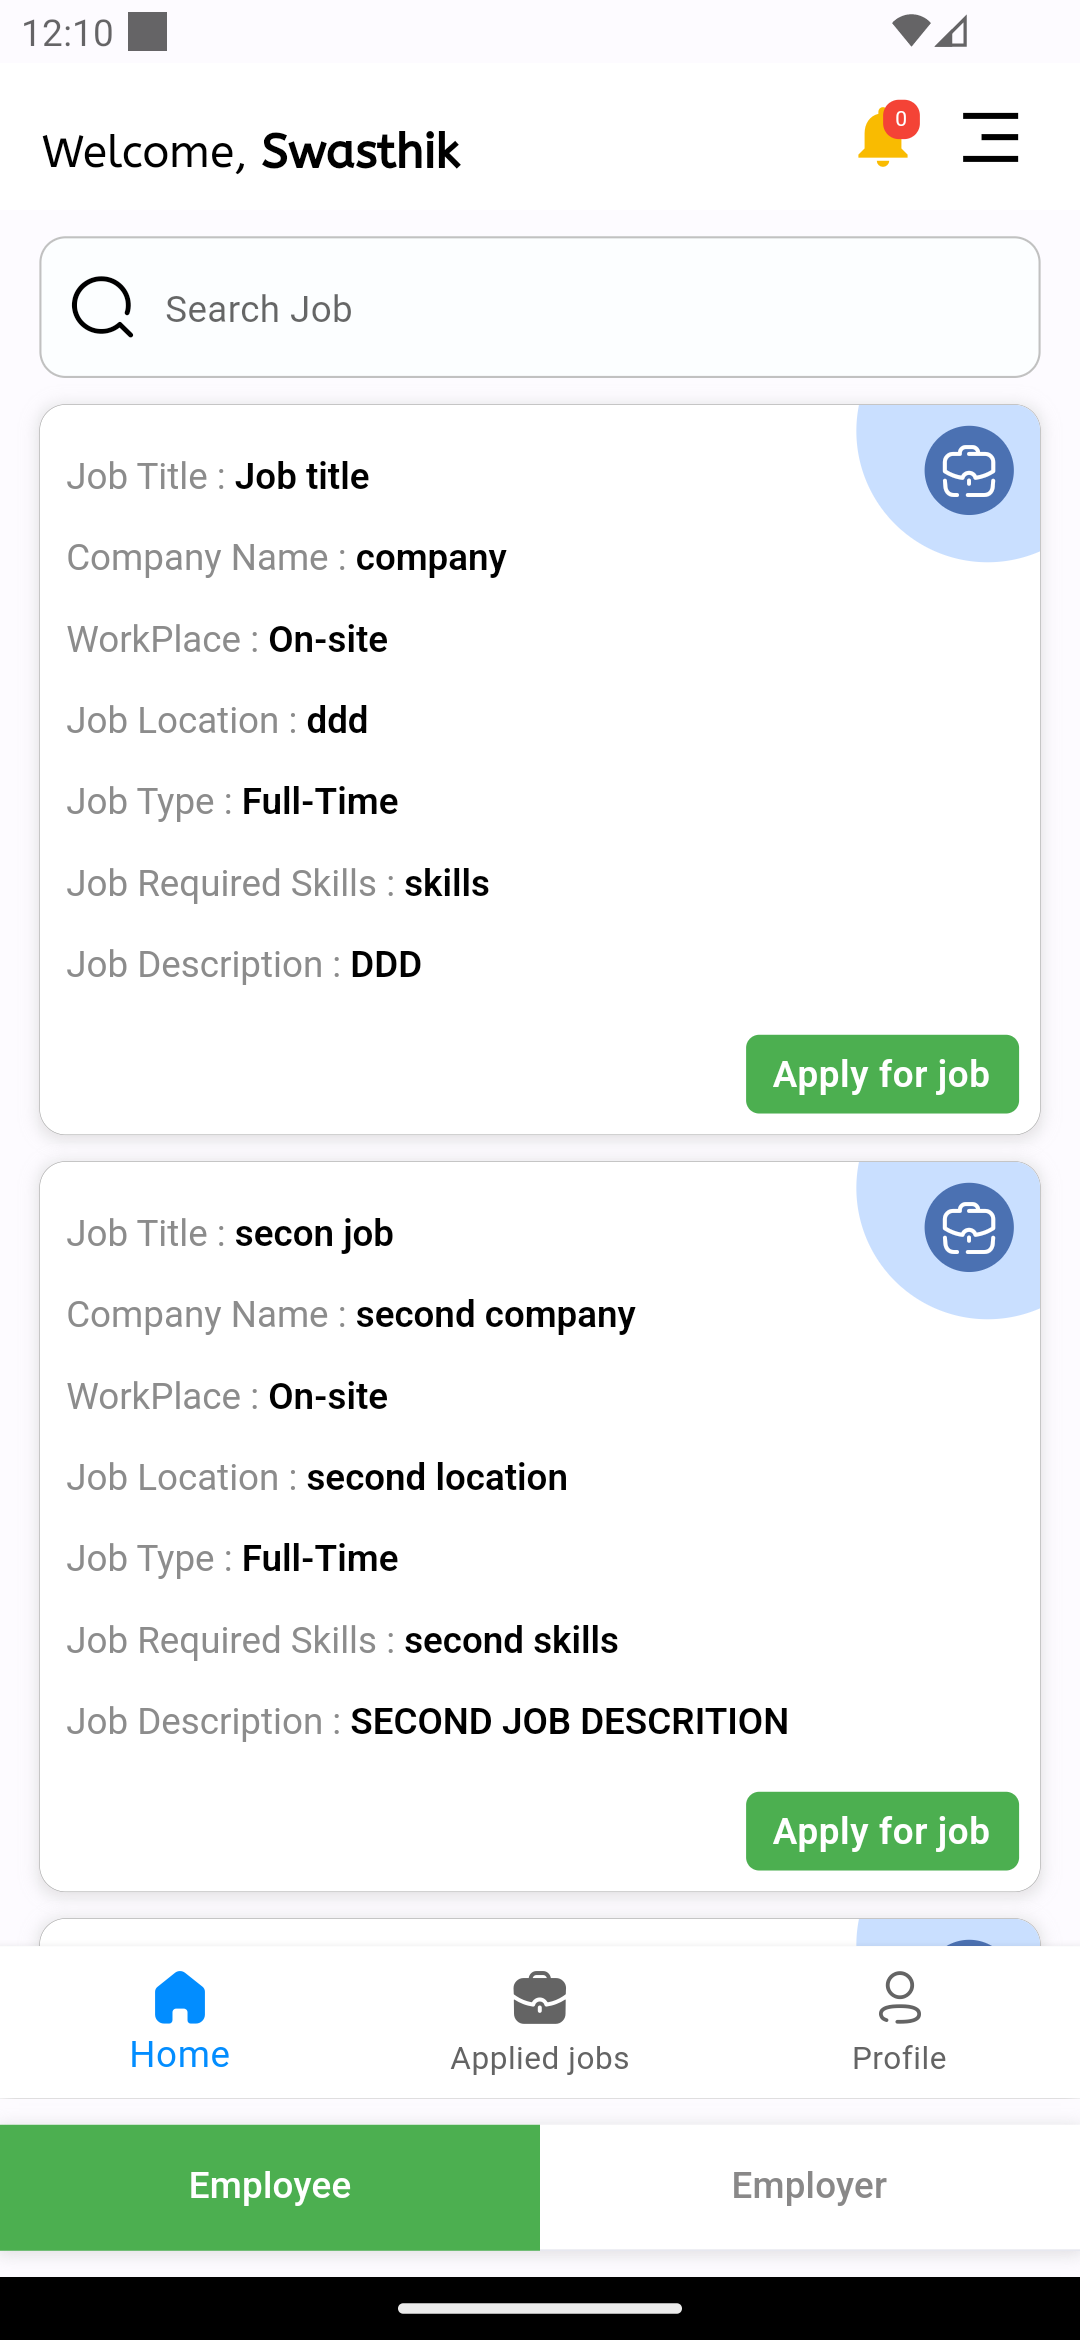 12:10
Welcome, Swasthik
0
Search Job
Job Title : Job title
Company Name : company
WorkPlace : On-site
Job Location : ddd
Job Type : Full-Time
Job Required Skills : skills
Job Description : DDD
Apply for job
Job Title : secon job
Company Name : second company
WorkPlace : On-site
Job Location : second location
Job Type : Full-Time
Job Required Skills : second skills
Job Description : SECOND JOB DESCRITION
Apply for job
Home
Applied jobs
Profile
Employee
Employer